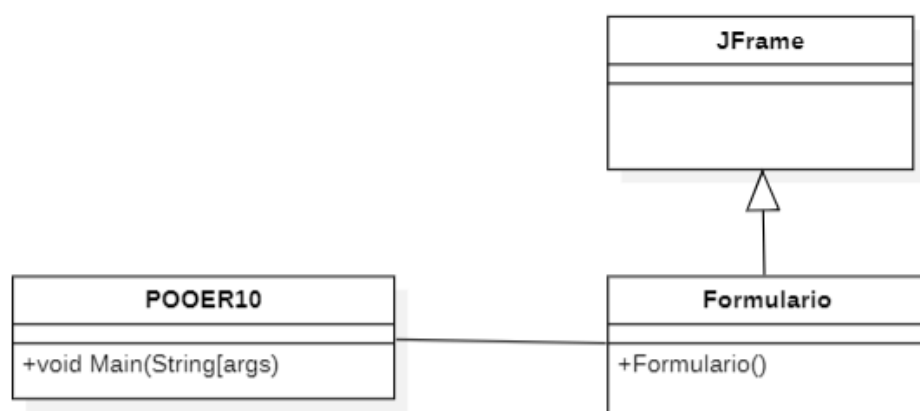 JFrame
POOER10
Formulario
+void Main(String[args)
+Formulario()